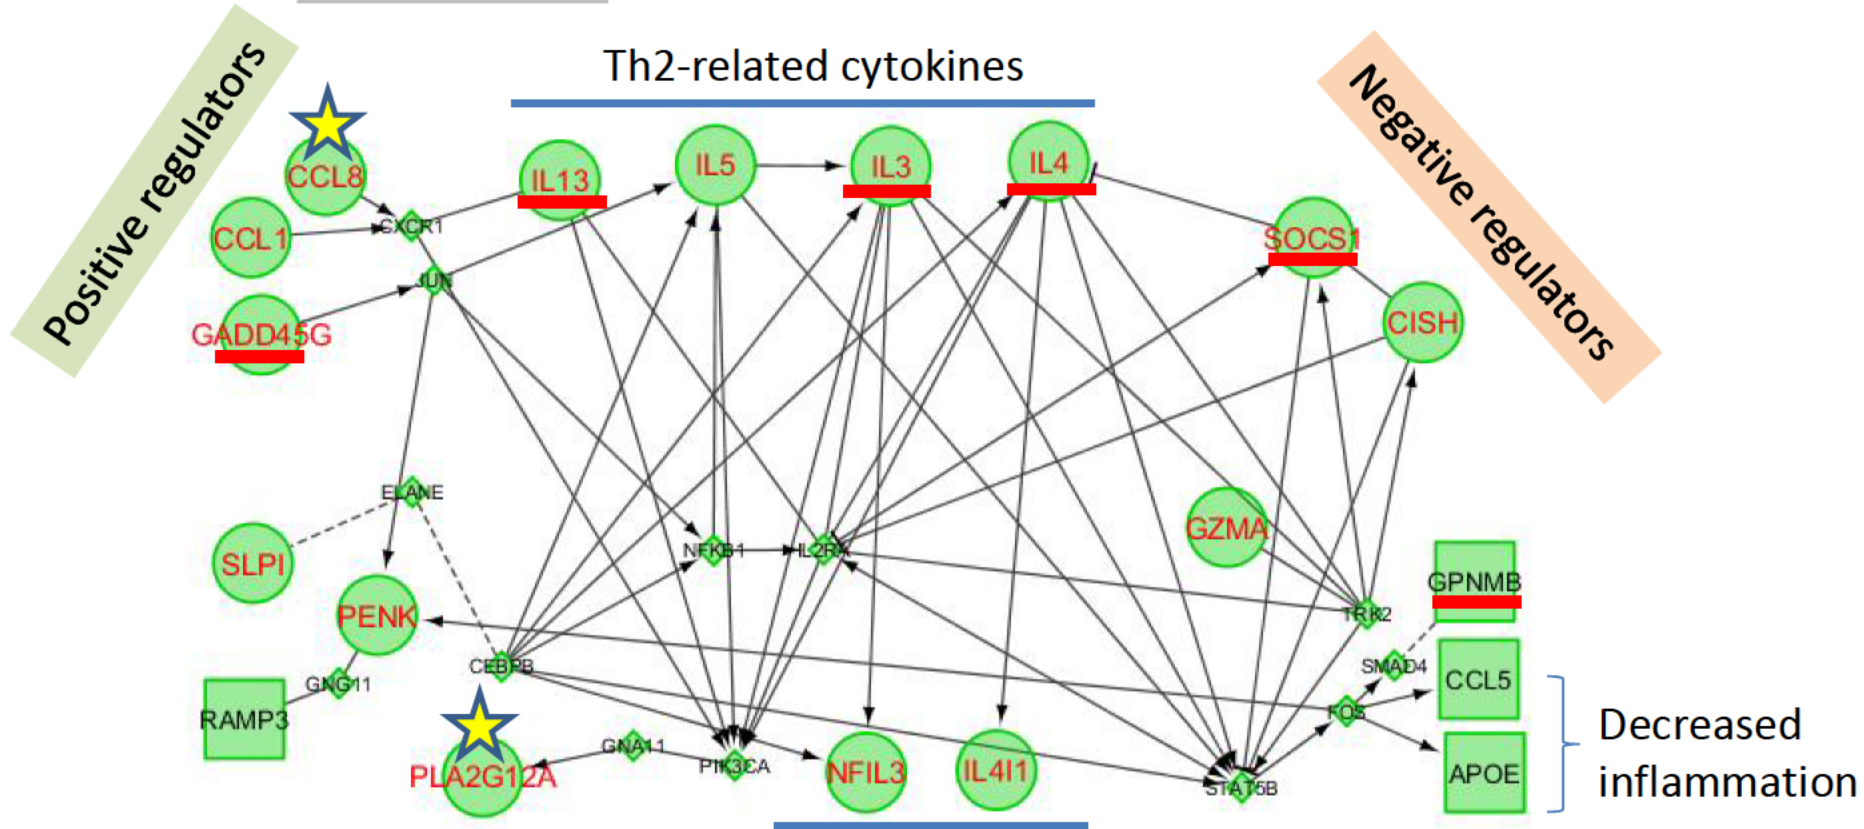 Positive regulators
Th2-related cytokines
Negative regulators
CCL8
IL13
IL5
IL3
IL4
CCL1
CXCR1
SOCS1
JUN
GADD45G
CISH
ELANE
SLPI
NFKB1
IL2RA
GZMA
GPNMB
PENK
TRK2
CEBPB
SMAD4
GNG11
CCL5
RAMP3
FOS
Decreased
inflammation
GNA11
PIK3CA
PLA2G12A
NFIL3
IL4I1
STAT5B
APOE